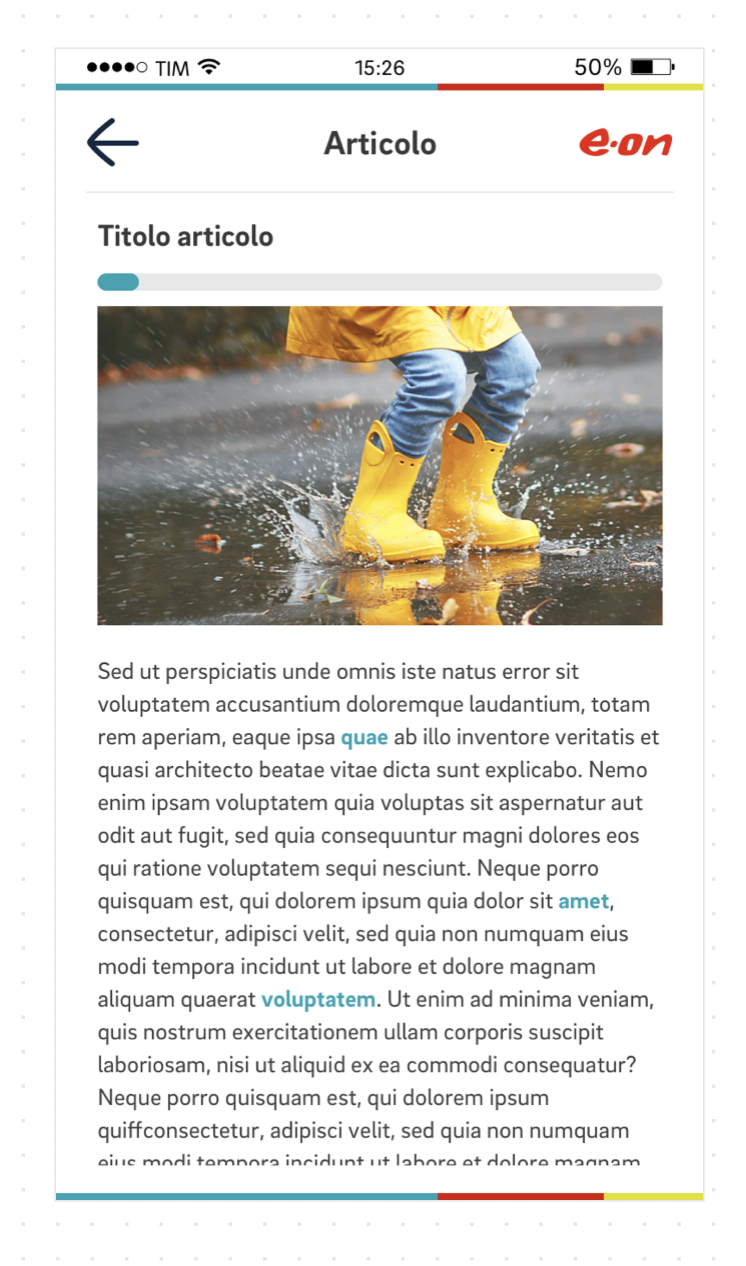 TIM 15:26 50%
Articolo e·on
Titolo articolo
Sed ut perspiciatis unde omnis iste natus error sit
voluptatem accusantium doloremque laudantium, totam
rem aperiam, eaque ipsa quae ab illo inventore veritatis et
quasi architecto beatae vitae dicta sunt explicabo. Nemo
enim ipsam voluptatem quia voluptas sit aspernatur aut
odit aut fugit, sed quia consequuntur magni dolores eos
qui ratione voluptatem sequi nesciunt. Neque porro
quisquam est, qui dolorem ipsum quia dolor sit amet,
consectetur, adipisci velit, sed quia non numquam eius
modi tempora incidunt ut labore et dolore magnam
aliquam quaerat voluptatem. Ut enim ad minima veniam,
quis nostrum exercitationem ullam corporis suscipit
laboriosam, nisi ut aliquid ex ea commodi consequatur?
Neque porro quisquam est, qui dolorem ipsum
quiffconsectetur, adipisci velit, sed quia non numquam
eius modi tempora incidunt ut labore et dolore magnam